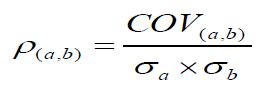 ρ(a,b) = COV(a,b) / σa × σb